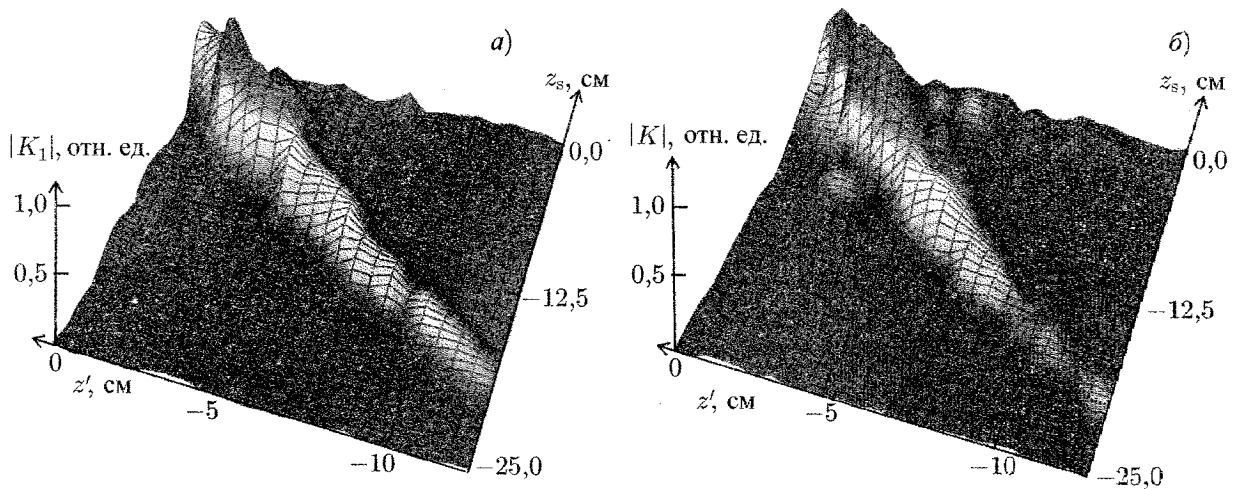 а)
z_s, см
|K_1|, отн. ед.
1,0
0,5
0,0
−12,5
−25,0
0
z′, см
−5
−10
б)
z_s, см
|K|, отн. ед.
1,0
0,5
0,0
−12,5
−25,0
0
z′, см
−5
−10